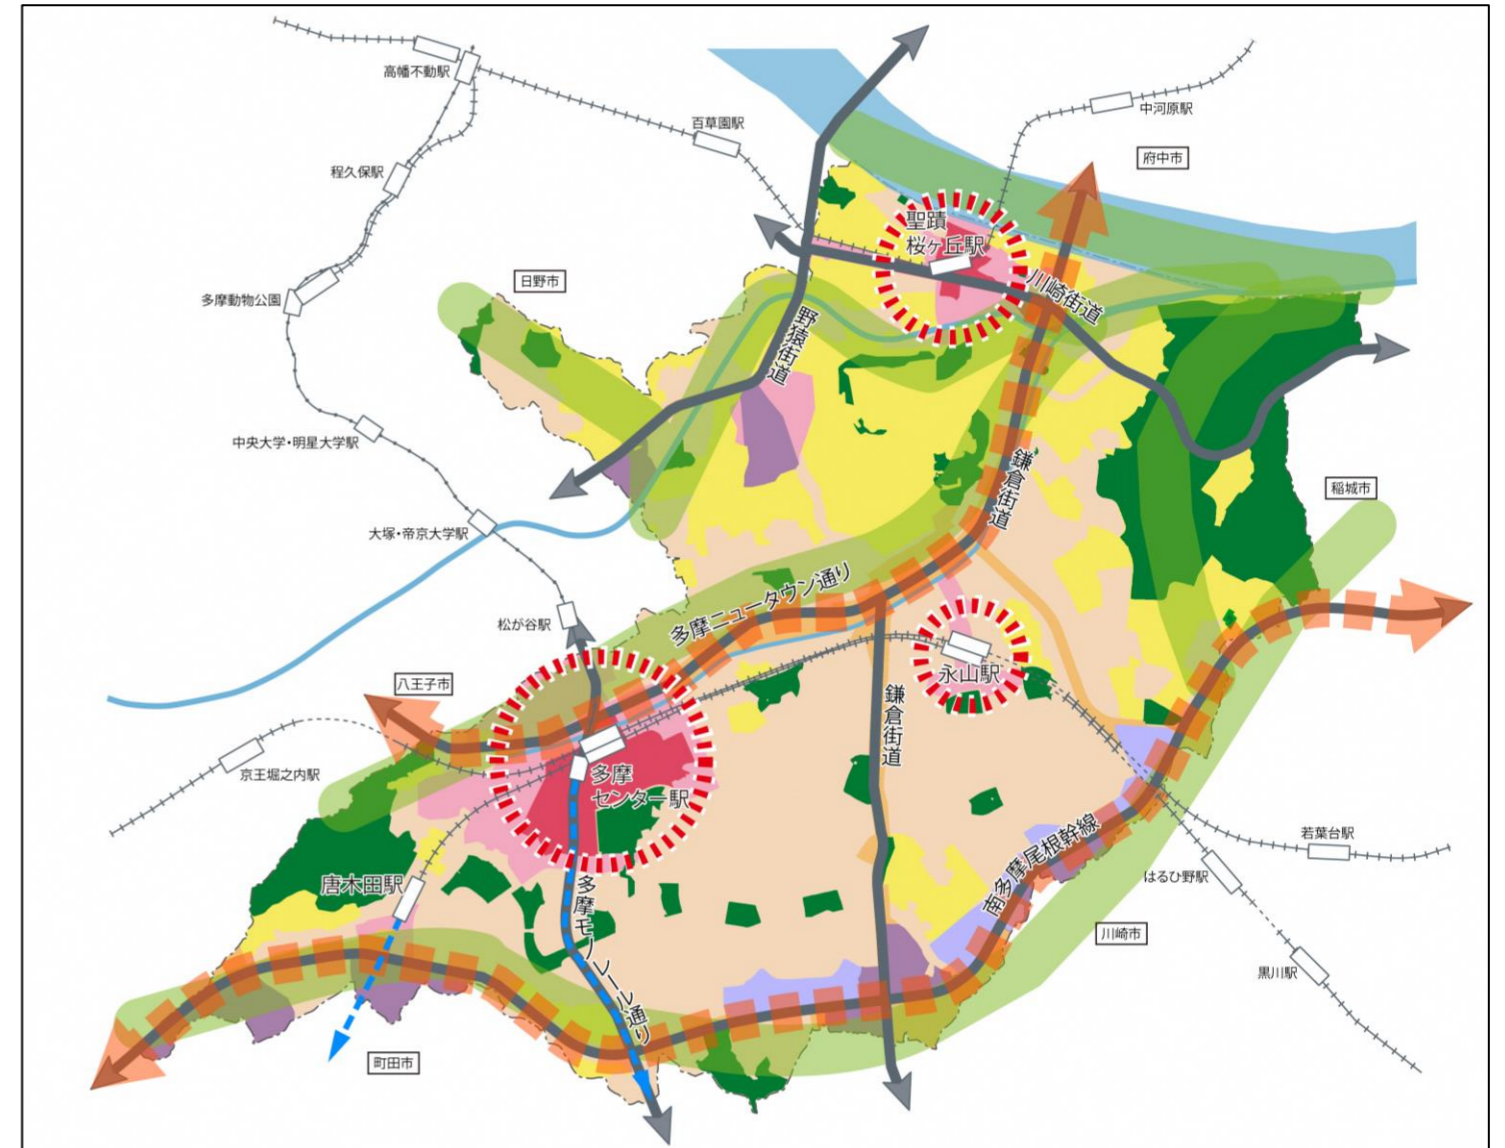 高幡不動駅
百草園駅
中河原駅
府中市
程久保駅
聖蹟
桜ヶ丘駅
日野市
多摩動物公園
川崎街道
野猿街道
中央大学・明星大学駅
鎌倉街道
稲城市
大塚・帝京大学駅
多摩ニュータウン通り
松が谷駅
永山駅
八王子市
鎌倉街道
京王堀之内駅
多摩
センター駅
若葉台駅
南多摩尾根幹線
はるひ野駅
唐木田駅
多摩モノレール通り
川崎市
黒川駅
町田市